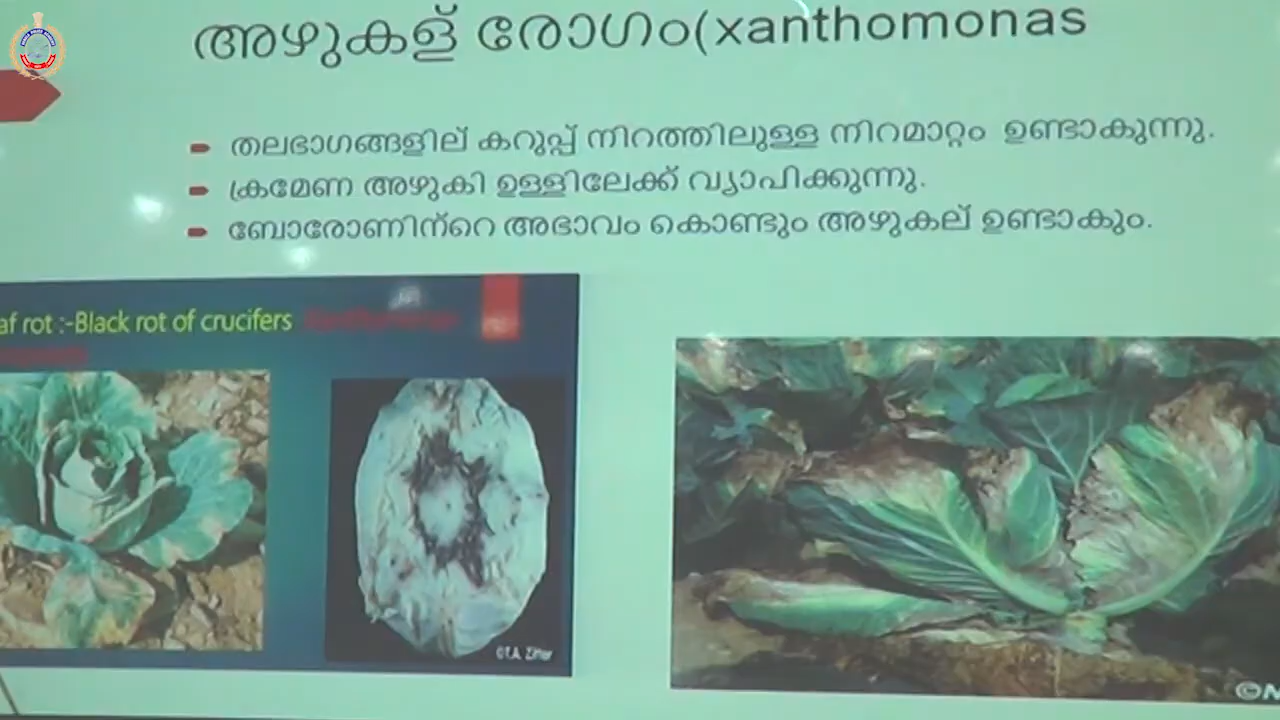 അഴുകള് രോഗം(xanthomonas
തലഭാഗങ്ങളില് കറുപ്പ് നിറത്തിലുള്ള നിറമാറ്റം ഉണ്ടാകുന്നു.
ക്രമേണ അഴുകി ഉള്ളിലേക്ക് വ്യാപിക്കുന്നു.
ബോരോണിന്റെ അഭാവം കൊണ്ടും അഴുകല് ഉണ്ടാകും.
af rot :-Black rot of crucifers
©T.A. Zitter
©M